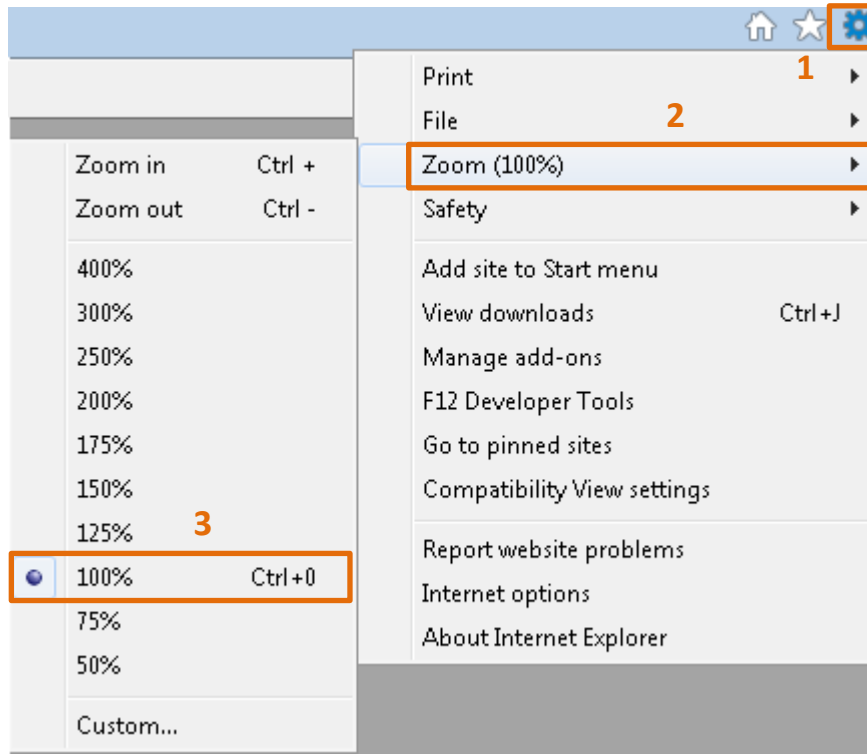 1
Print
File
2
Zoom (100%)
Safety
Add site to Start menu
View downloads Ctrl+J
Manage add-ons
F12 Developer Tools
Go to pinned sites
Compatibility View settings
Report website problems
Internet options
About Internet Explorer
Zoom in Ctrl +
Zoom out Ctrl -
400%
300%
250%
200%
175%
150%
125%
3
100% Ctrl+0
75%
50%
Custom...